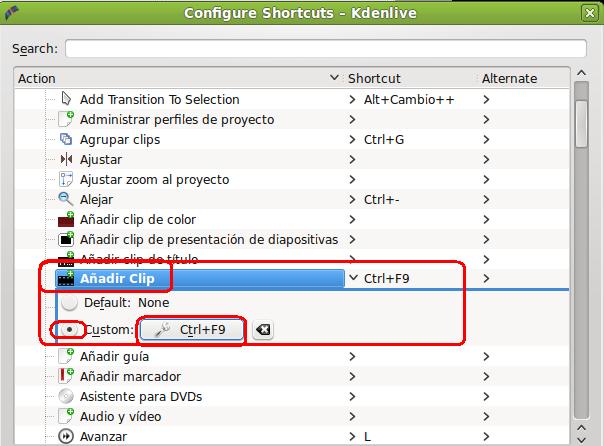 Configure Shortcuts – Kdenlive
Search:
Action Shortcut Alternate
Add Transition To Selection Alt+Cambio++
Administrar perfiles de proyecto
Agrupar clips Ctrl+G
Ajustar
Ajustar zoom al proyecto
Alejar Ctrl+-
Añadir clip de color
Añadir clip de presentación de diapositivas
Añadir clip de título
Añadir Clip Ctrl+F9
Default: None
Custom: Ctrl+F9
Añadir guía
Añadir marcador
Asistente para DVDs
Audio y vídeo
Avanzar L